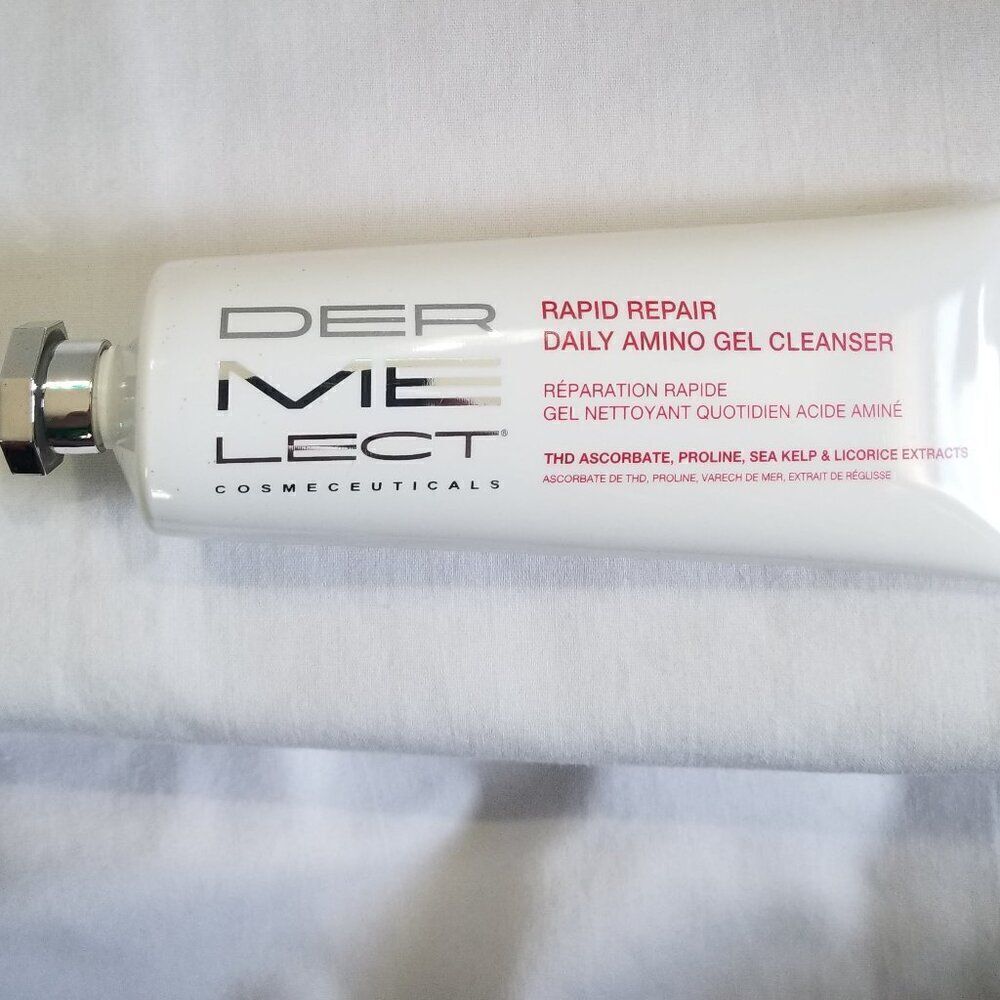 DER
ME
LECT®
COSMECEUTICALS
RAPID REPAIR
DAILY AMINO GEL CLEANSER
RÉPARATION RAPIDE
GEL NETTOYANT QUOTIDIEN ACIDE AMINÉ
THD ASCORBATE, PROLINE, SEA KELP & LICORICE EXTRACTS
ASCORBATE DE THD, PROLINE, VARECH DE MER, EXTRAIT DE RÉGLISSE